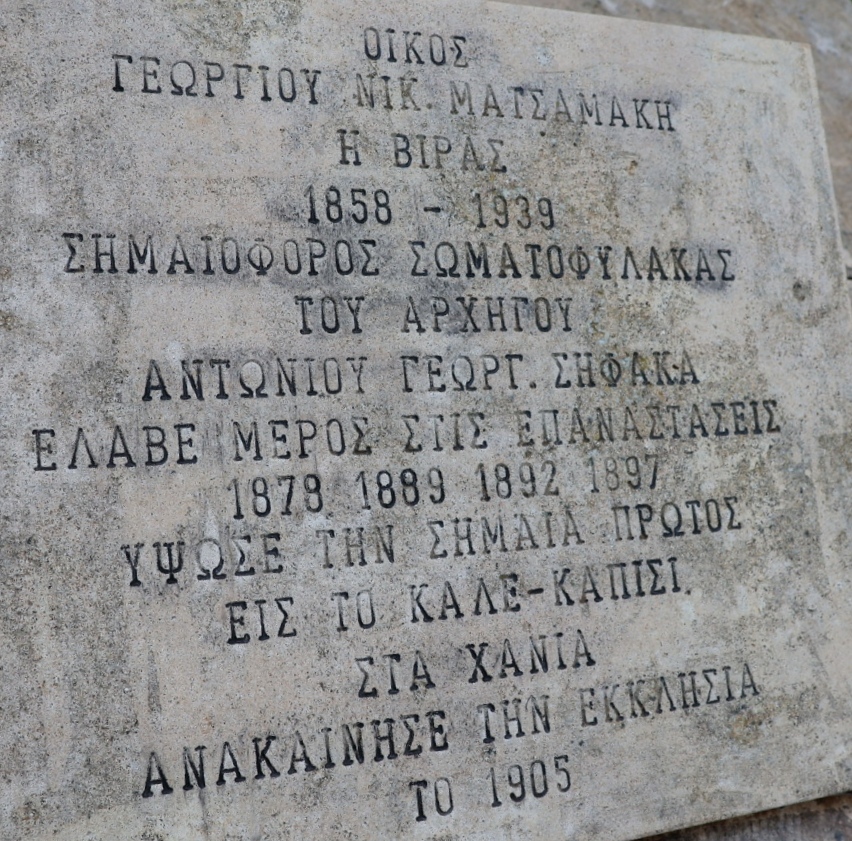 ΟΙΚΟΣ
ΓΕΩΡΓΙΟΥ ΝΙΚ. ΜΑΤΣΑΜΑΚΗ
Η ΒΙΡΑΣ
1858 - 1939
ΣΗΜΑΙΟΦΟΡΟΣ ΣΩΜΑΤΟΦΥΛΑΚΑΣ
ΤΟΥ ΑΡΧΗΓΟΥ
ΑΝΤΩΝΙΟΥ ΓΕΩΡΓ. ΣΗΦΑΚΑ
ΕΛΑΒΕ ΜΕΡΟΣ ΣΤΙΣ ΕΠΑΝΑΣΤΑΣΕΙΣ
1878 1889 1892 1897
ΥΨΩΣΕ ΤΗΝ ΣΗΜΑΙΑ ΠΡΩΤΟΣ
ΕΙΣ ΤΟ ΚΑΛΕ-ΚΑΠΙΣΙ.
ΣΤΑ ΧΑΝΙΑ
ΑΝΑΚΑΙΝΗΣΕ ΤΗΝ ΕΚΚΛΗΣΙΑ
ΤΟ 1905